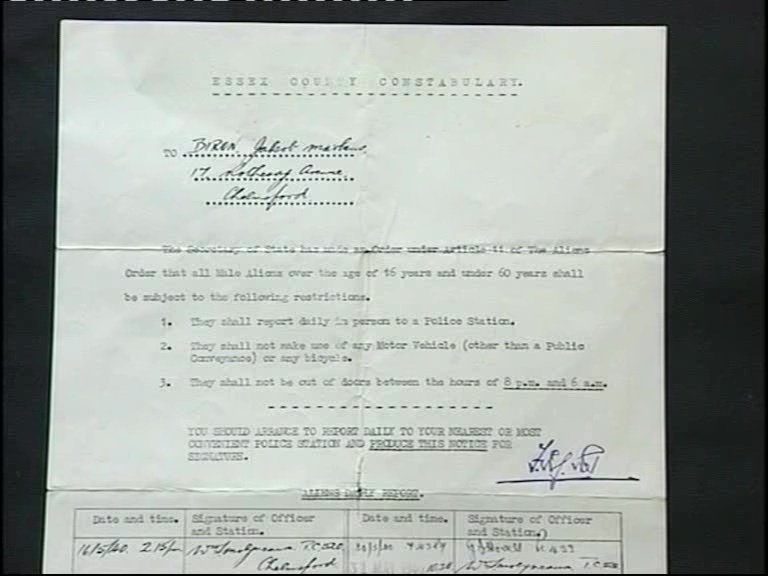 ESSEX COUNTY CONSTABULARY.
TO BIRON, Jakob
17, Avenue.
Chelmsford
The Secretary of State has made an Order under Article 11 of The Aliens
Order that all Male Aliens over the age of 16 years and under 60 years shall
be subject to the following restrictions.
1. They shall report daily in person to a Police Station.
2. They shall not make use of any Motor Vehicle (other than a Public
Conveyance) or any bicycle.
3. They shall not be out of doors between the hours of 8 p.m. and 6 a.m.
YOU SHOULD ARRANGE TO REPORT DAILY TO YOUR NEAREST OR MOST
CONVENIENT POLICE STATION AND PRODUCE THIS NOTICE FOR
SIGNATURE.
ALIENS DAILY REPORT.
Date and time. Signature of Officer and Station. Date and time. Signature of Officer and Station.)
16/5/40. 2.15pm
Chelmsford